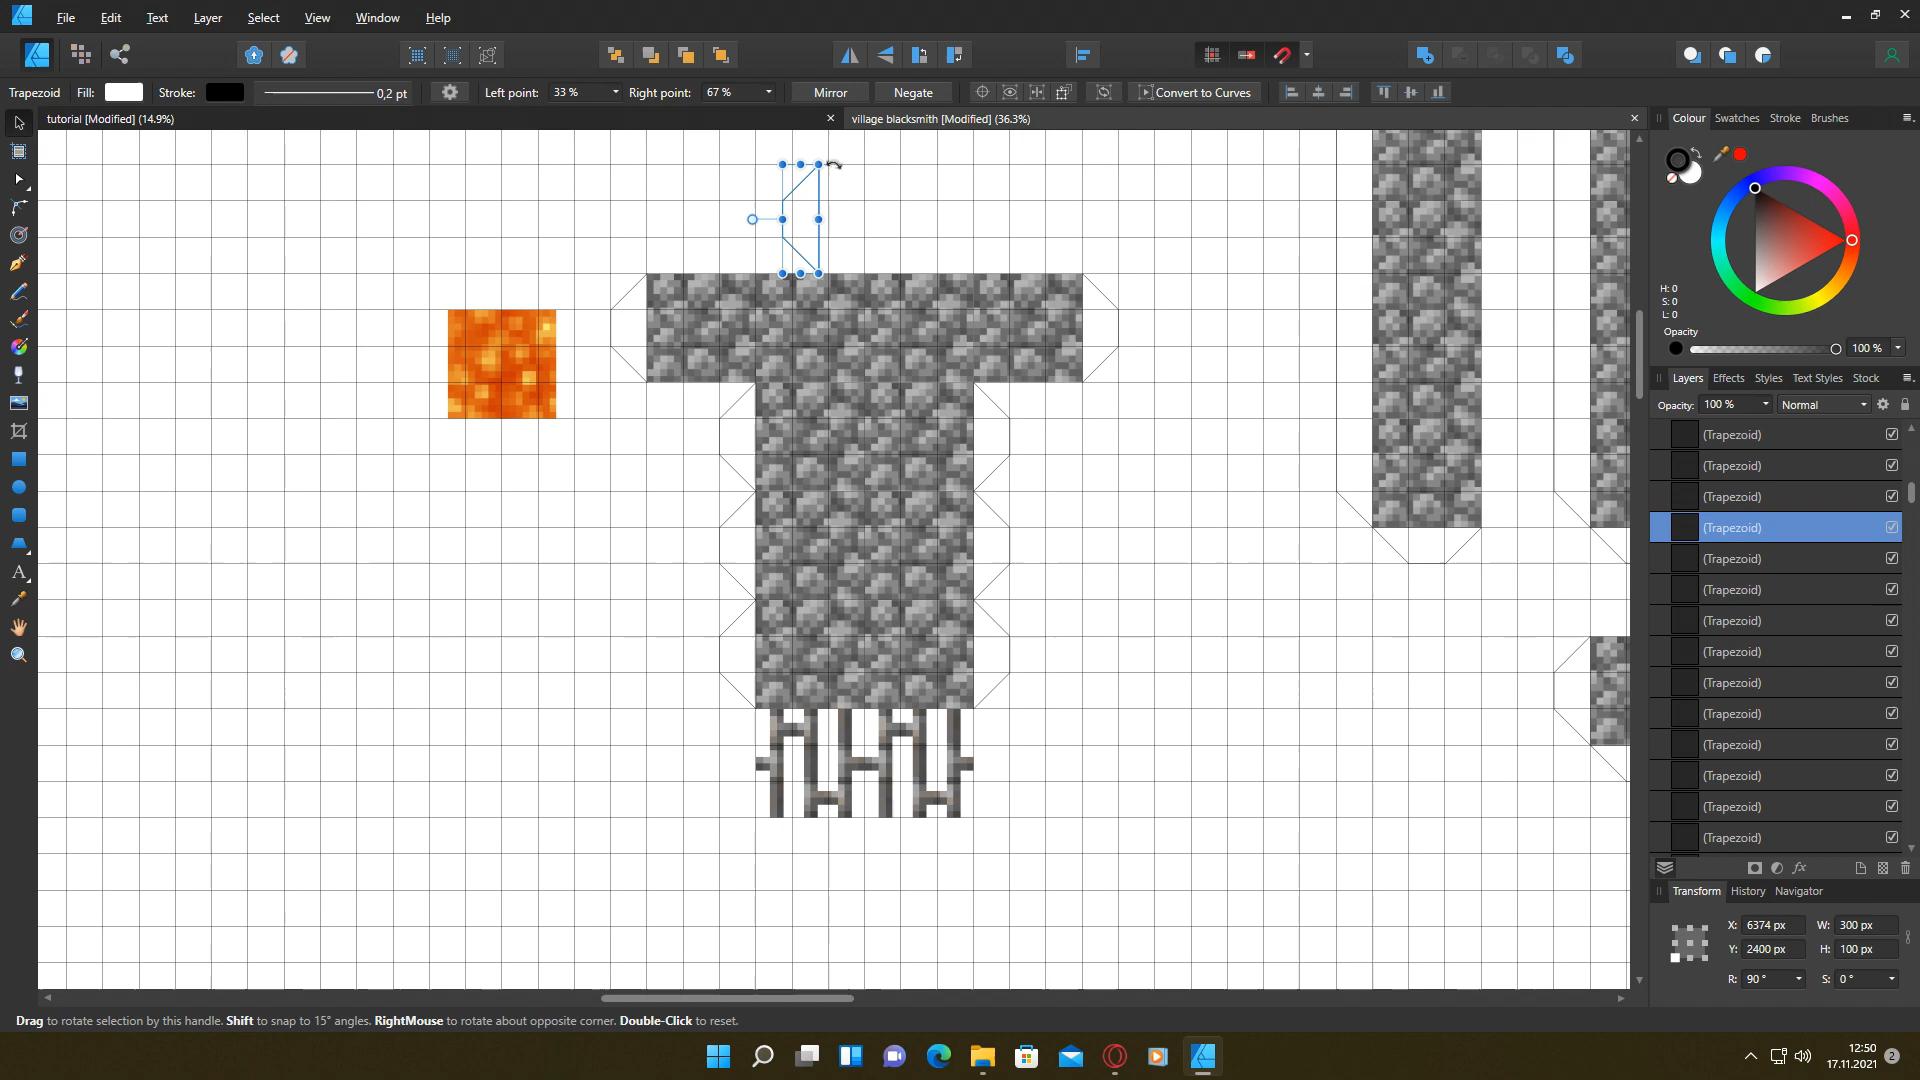 File Edit Text Layer Select View Window Help
Trapezoid Fill: Stroke: 0,2 pt Left point: 33 % Right point: 67 % Mirror Negate Convert to Curves
tutorial [Modified] (14.9%) village blacksmith [Modified] (36.3%)
Colour Swatches Stroke Brushes
H: 0
S: 0
L: 0
Opacity
100 %
Layers Effects Styles Text Styles Stock
Opacity: 100 % Normal
(Trapezoid)
(Trapezoid)
(Trapezoid)
(Trapezoid)
(Trapezoid)
(Trapezoid)
(Trapezoid)
(Trapezoid)
(Trapezoid)
(Trapezoid)
(Trapezoid)
(Trapezoid)
(Trapezoid)
(Trapezoid)
Transform History Navigator
X: 6374 px W: 300 px
Y: 2400 px H: 100 px
R: 90 ° S: 0 °
Drag to rotate selection by this handle. Shift to snap to 15° angles. RightMouse to rotate about opposite corner. Double-Click to reset.
12:50
17.11.2021 2